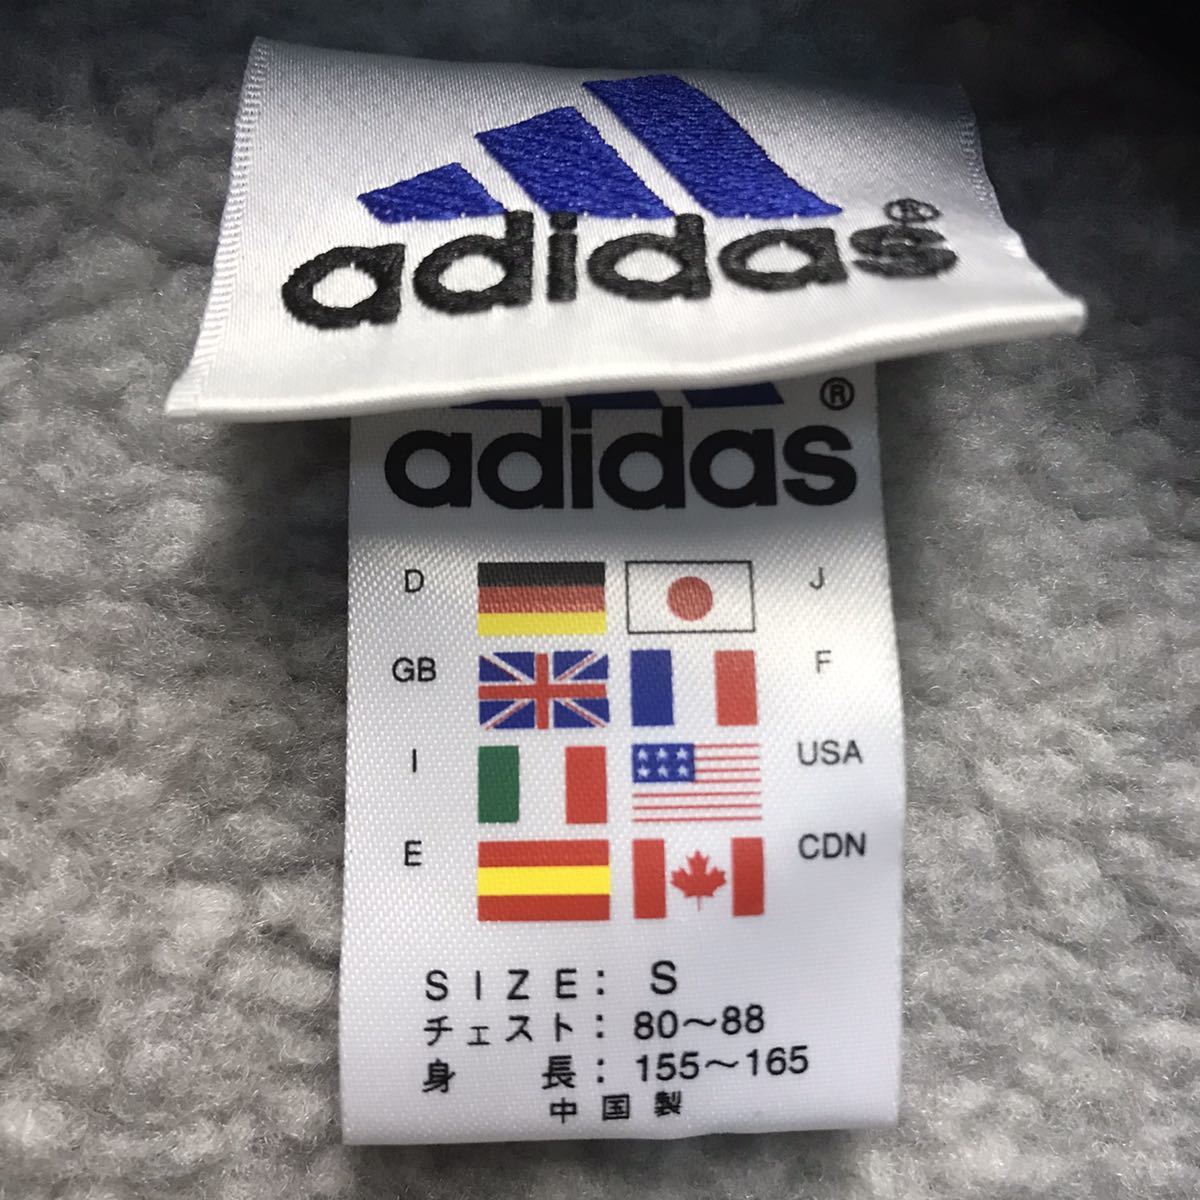 adidas®
®
adidas
D J
GB F
I USA
E CDN
SIZE: S
チェスト: 80～88
身 長: 155～165
中国製